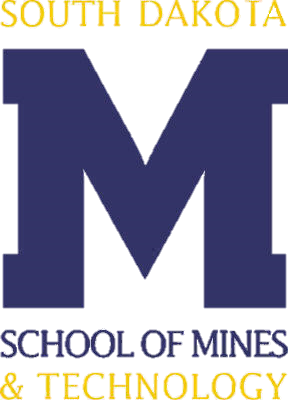 SOUTH DAKOTA
M
SCHOOL OF MINES
& TECHNOLOGY